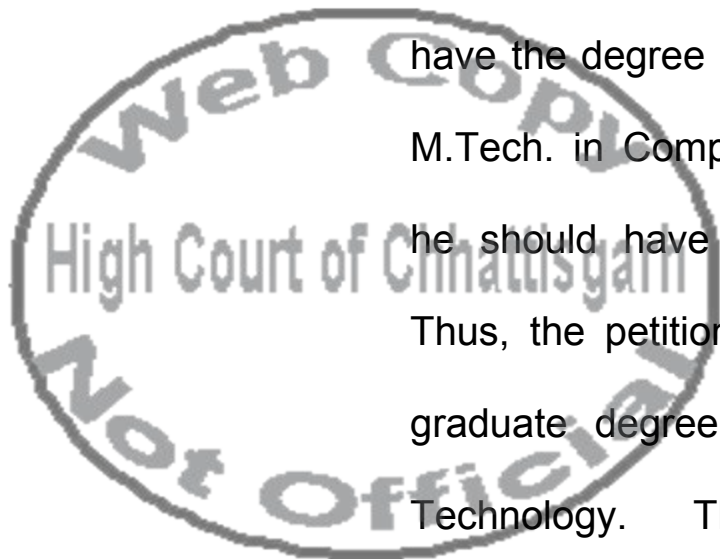 Web Copy
High Court of Chhattisgarh
Not Official
have the degree
M.Tech. in Comp
he should have
Thus, the petition
graduate degree
Technology. Tl